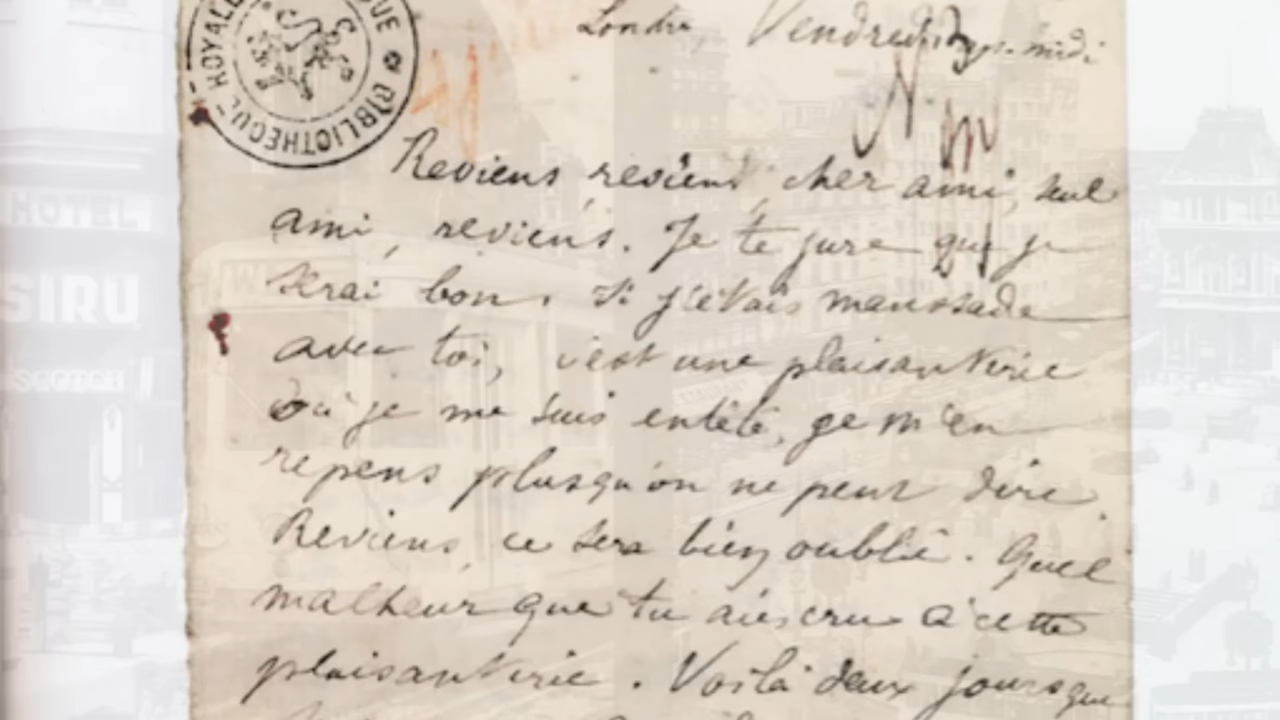 BIBLIOTHEQUE ROYALE
Londres, Vendredi apr. midi
Reviens, reviens, cher ami, seul
ami, reviens. Je te jure que je
serai bon. Si j'étais maussade
avec toi, c'est une plaisanterie
où je me suis entêté, je m'en
repens plus qu'on ne peut dire.
Reviens, ce sera bien oublié. Quel
malheur que tu aies cru à cette
plaisanterie. Voilà deux jours que
HOTEL
SIRU
SCOTCH